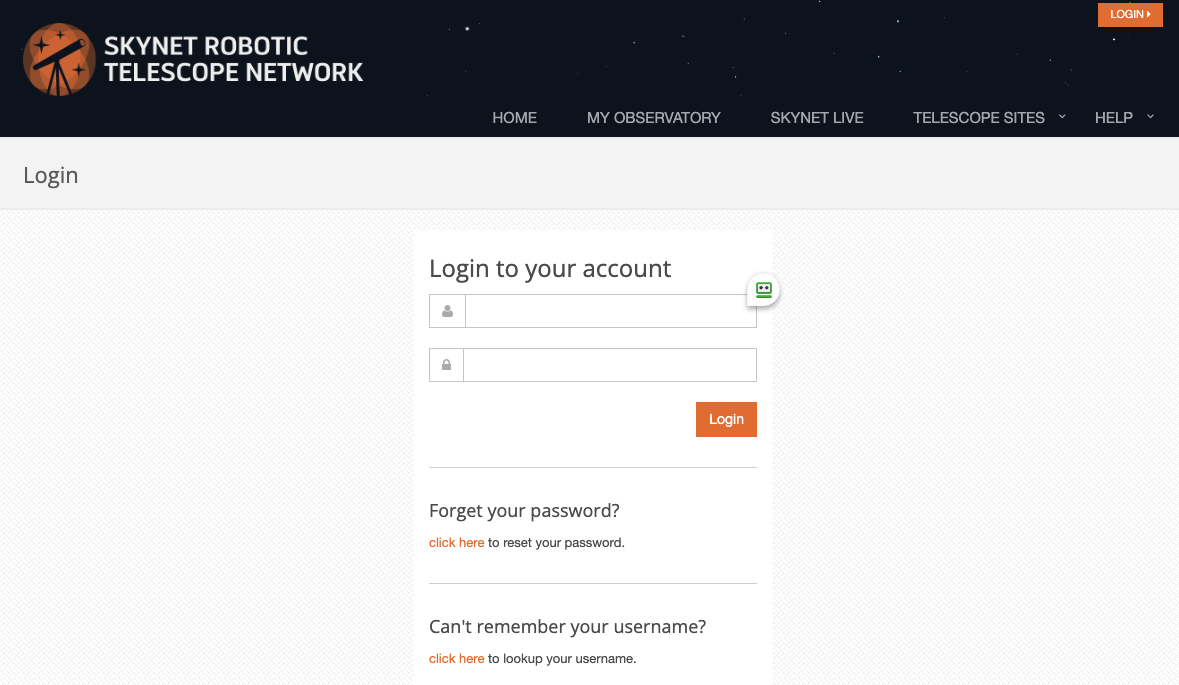 LOGIN
SKYNET ROBOTIC
TELESCOPE NETWORK
HOME MY OBSERVATORY SKYNET LIVE TELESCOPE SITES HELP
Login
Login to your account
Login
Forget your password?
click here to reset your password.
Can't remember your username?
click here to lookup your username.